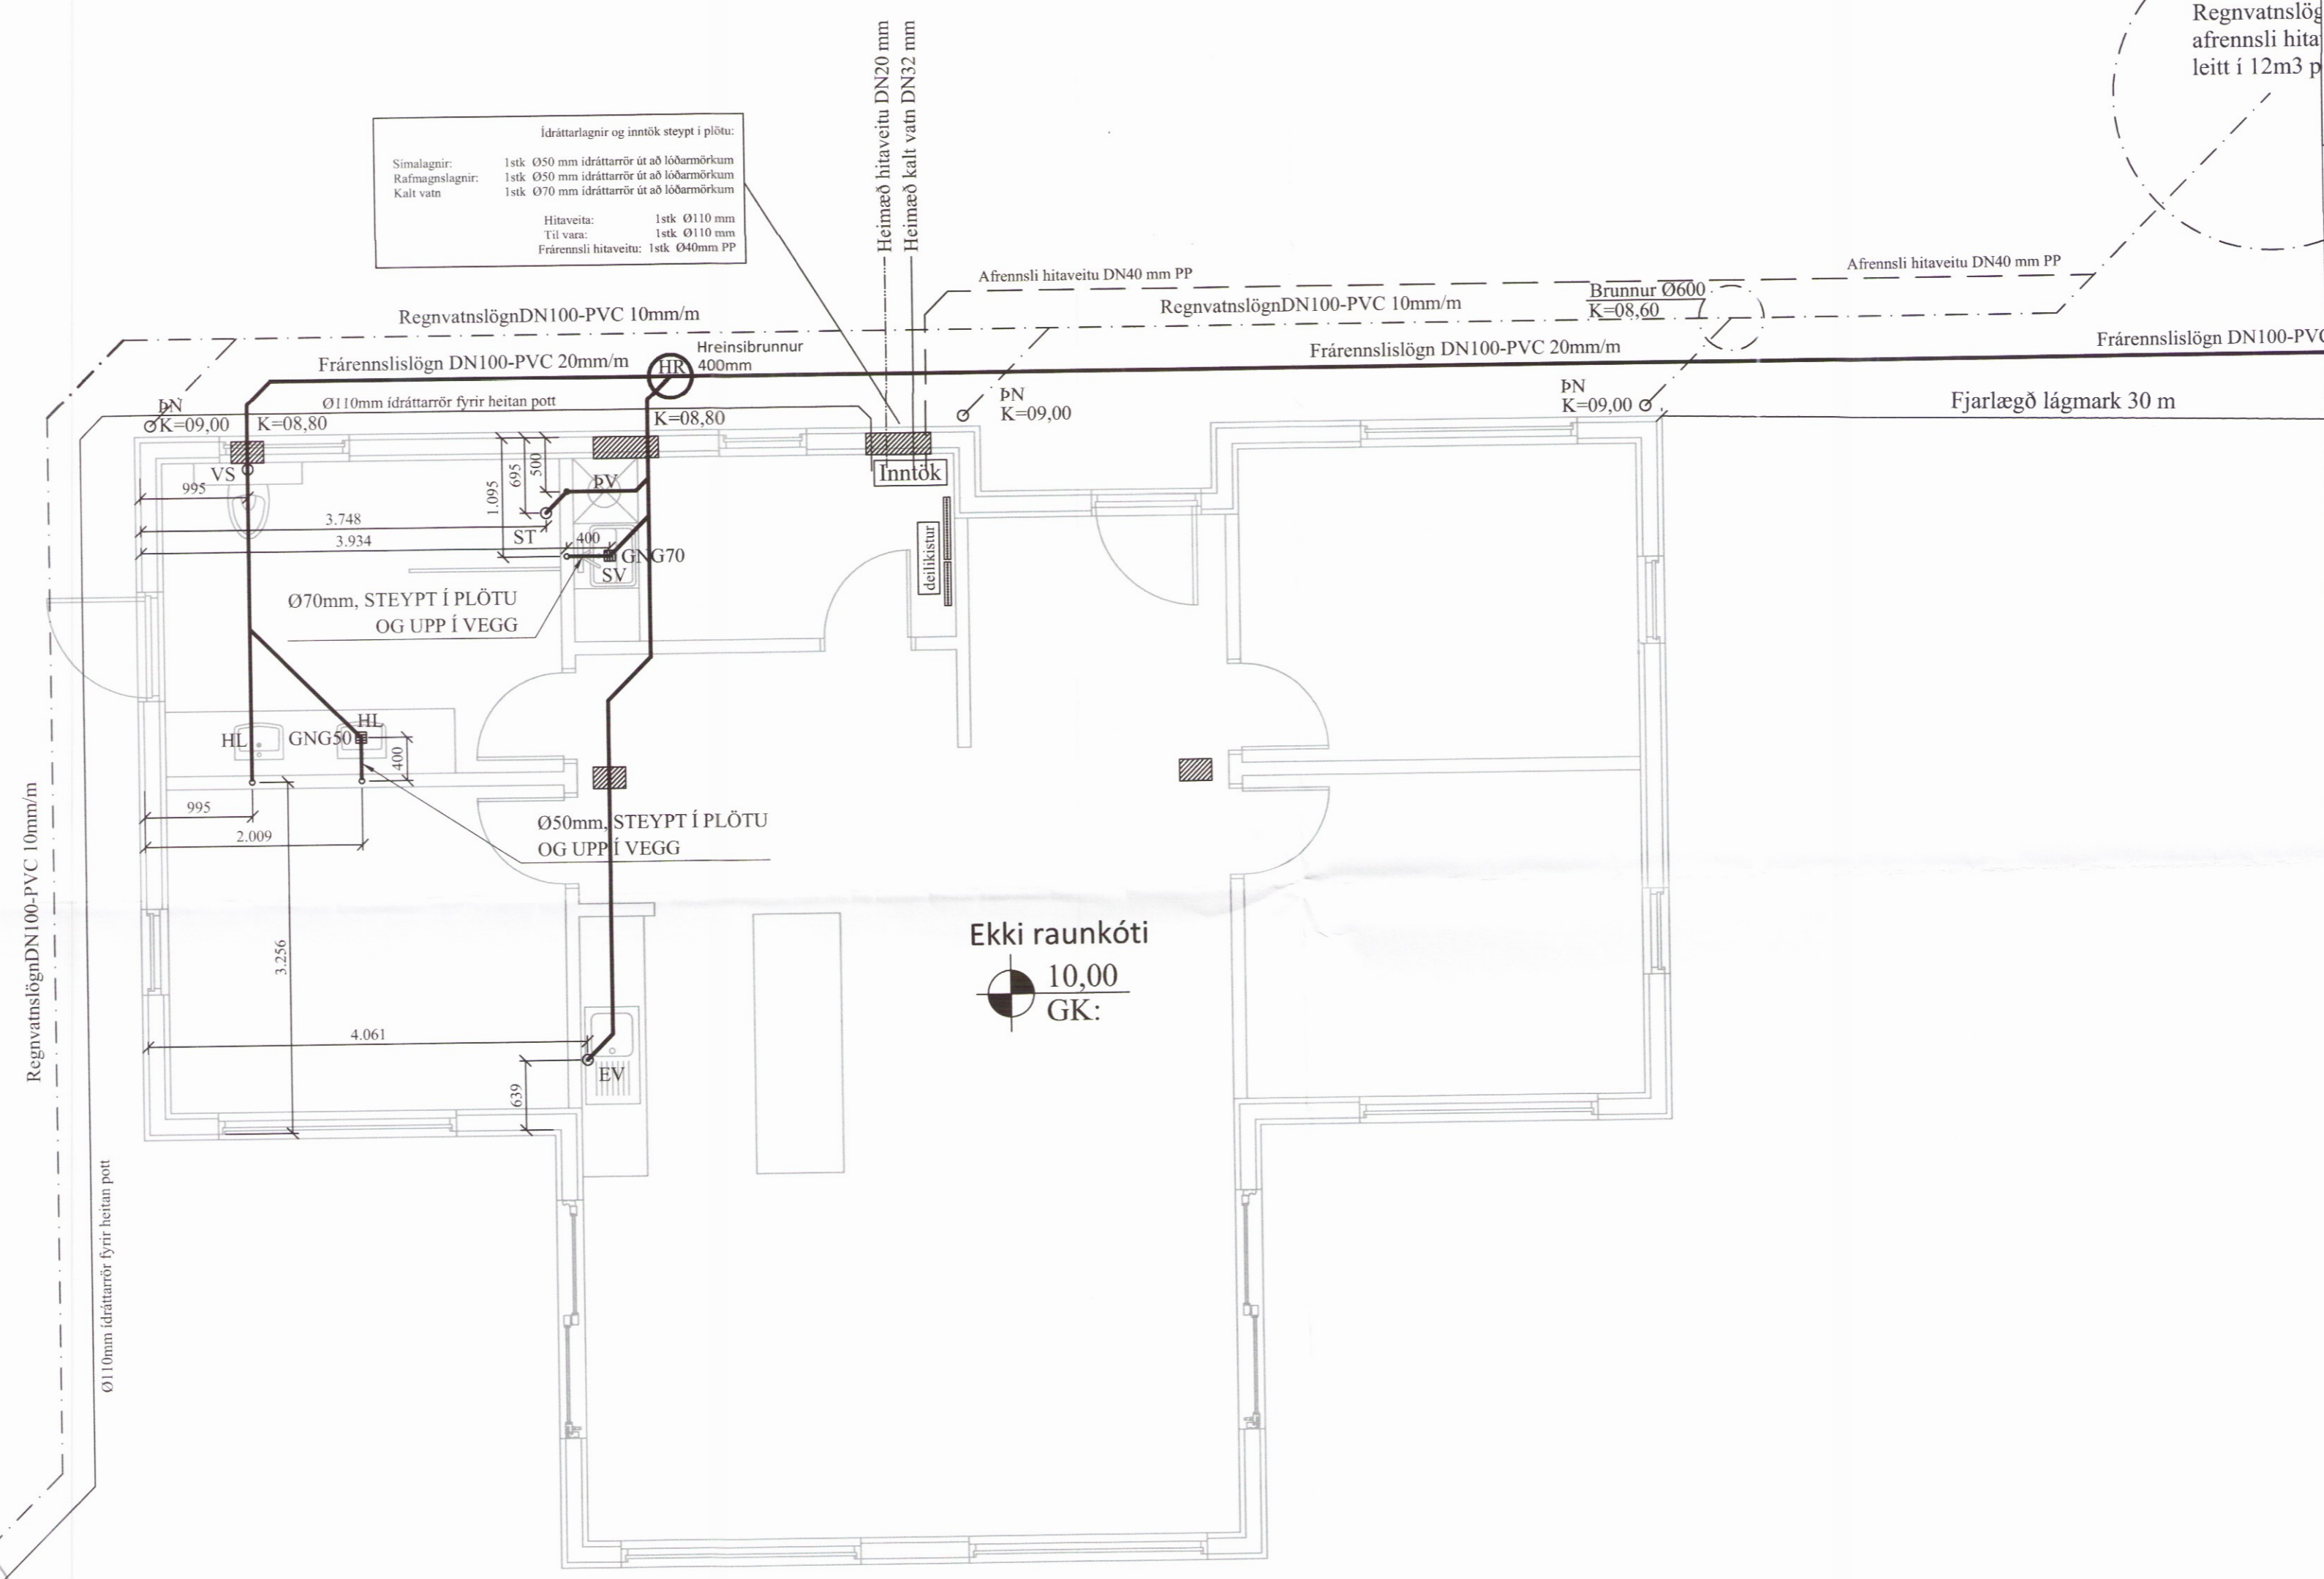 Regnvatnslög
afrennsli hita
leitt í 12m3 p
Heimæð hitaveitu DN20 mm
Heimæð kalt vatn DN32 mm
Ídráttarlagnir og inntök steypt í plötu:
Símalagnir: 1stk Ø50 mm ídráttarrör út að lóðarmörkum
Rafmagnslagnir: 1stk Ø50 mm ídráttarrör út að lóðarmörkum
Kalt vatn 1stk Ø70 mm ídráttarrör út að lóðarmörkum
Hitaveita: 1stk Ø110 mm
Til vara: 1stk Ø110 mm
Frárennsli hitaveitu: 1stk Ø40mm PP
Afrennsli hitaveitu DN40 mm PP
Afrennsli hitaveitu DN40 mm PP
RegnvatnslögnDN100-PVC 10mm/m
RegnvatnslögnDN100-PVC 10mm/m
Brunnur Ø600
K=08,60
Frárennslislögn DN100-PVC 20mm/m
HR
Hreinsibrunnur
400mm
Frárennslislögn DN100-PVC 20mm/m
Frárennslislögn DN100-PVC
ÞN
K=09,00
K=08,80
Ø110mm ídráttarrör fyrir heitan pott
K=08,80
ÞN
K=09,00
ÞN
K=09,00
Fjarlægð lágmark 30 m
VS
995
3.748
3.934
1.095
695
500
ÞV
ST
400
GNG70
SV
Inntök
deilikistur
Ø70mm, STEYPT Í PLÖTU
OG UPP Í VEGG
HL
HL
GNG50
400
995
2.009
Ø50mm, STEYPT Í PLÖTU
OG UPP Í VEGG
3.256
RegnvatnslögnDN100-PVC 10mm/m
Ekki raunkóti
10,00
GK:
4.061
EV
639
Ø110mm ídráttarrör fyrir heitan pott